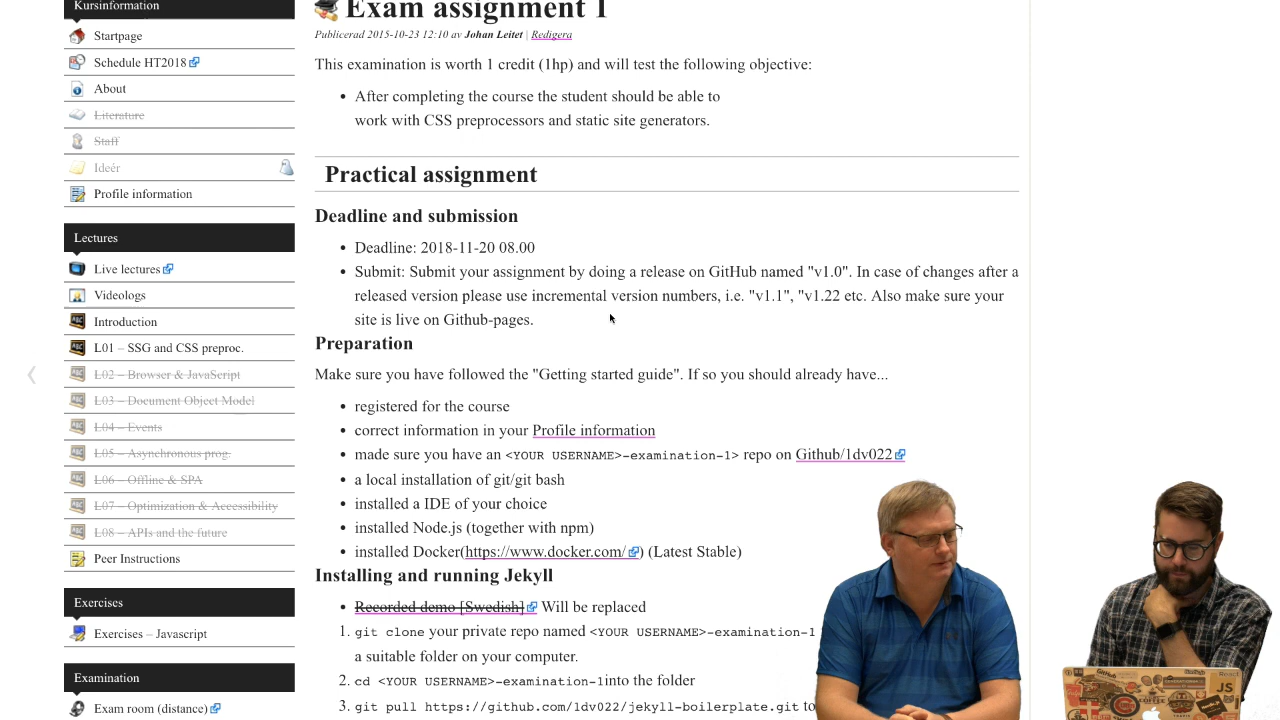 Kursinformation
Startpage
Schedule HT2018
About
Literature
Staff
Ideér
Profile information
Lectures
Live lectures
Videologs
Introduction
L01 – SSG and CSS preproc.
L02 – Browser & JavaScript
L03 – Document Object Model
L04 – Events
L05 – Asynchronous prog.
L06 – Offline & SPA
L07 – Optimization & Accessibility
L08 – APIs and the future
Peer Instructions
Exercises
Exercises – Javascript
Examination
Exam room (distance)
Exam assignment 1
Publicerad 2015-10-23 12:10 av Johan Leitet | Redigera
This examination is worth 1 credit (1hp) and will test the following objective:
• After completing the course the student should be able to
work with CSS preprocessors and static site generators.
Practical assignment
Deadline and submission
• Deadline: 2018-11-20 08.00
• Submit: Submit your assignment by doing a release on GitHub named "v1.0". In case of changes after a
released version please use incremental version numbers, i.e. "v1.1", "v1.22 etc. Also make sure your
site is live on Github-pages.
Preparation
Make sure you have followed the "Getting started guide". If so you should already have...
• registered for the course
• correct information in your Profile information
• made sure you have an <YOUR USERNAME>-examination-1> repo on Github/1dv022
• a local installation of git/git bash
• installed a IDE of your choice
• installed Node.js (together with npm)
• installed Docker(https://www.docker.com/) (Latest Stable)
Installing and running Jekyll
• Recorded demo [Swedish] Will be replaced
1. git clone your private repo named <YOUR USERNAME>-examination-1
a suitable folder on your computer.
2. cd <YOUR USERNAME>-examination-1into the folder
3. git pull https://github.com/1dv022/jekyll-boilerplate.git to
JS